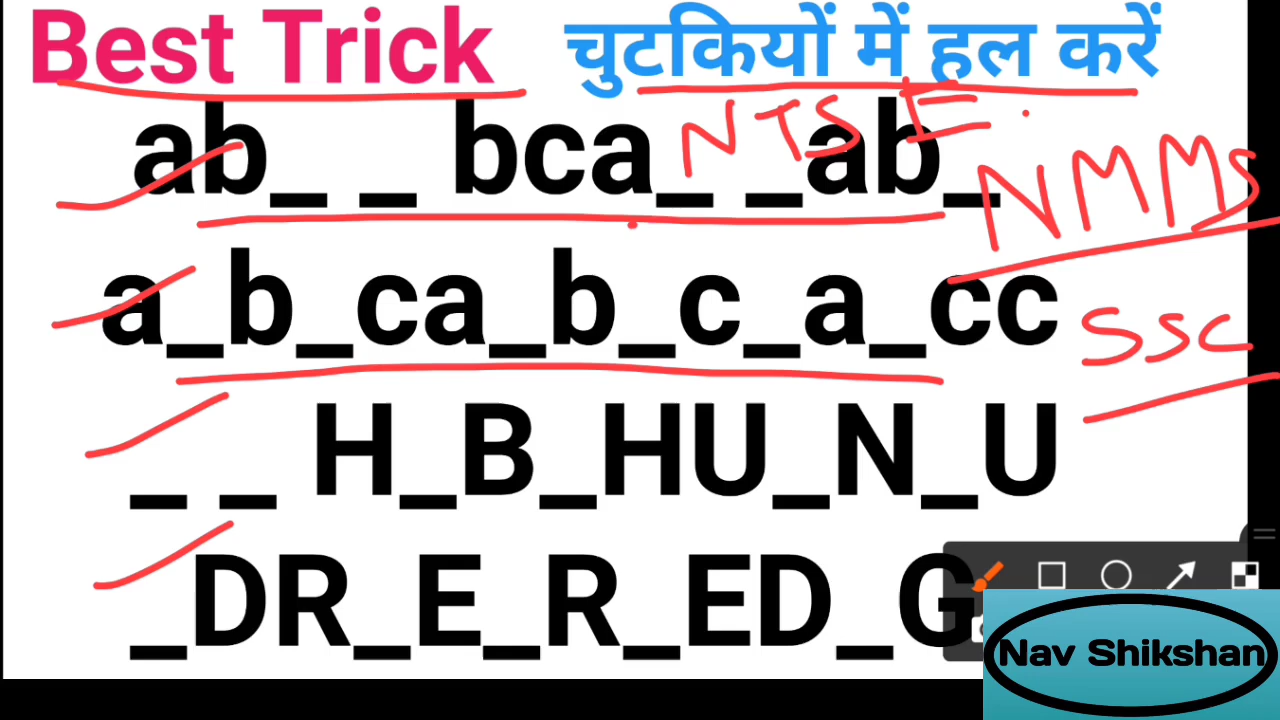 Best Trick चुटकियों में हल करें
ab_ _ bca_ _ab_
NTSE
NMMS
a_b_ca_b_c_a_cc
SSC
_ _ H_B_HU_N_U
_DR_E_R_ED_G
Nav Shikshan